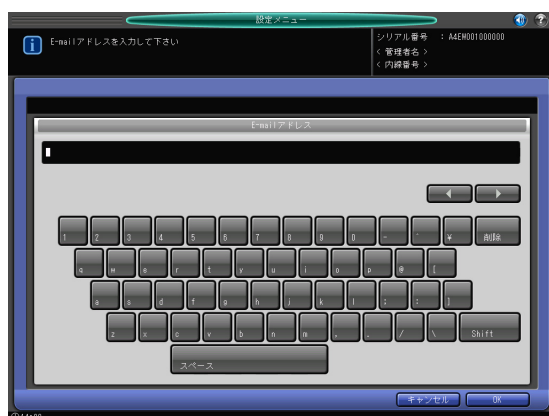 設定メニュー
E-mailアドレスを入力して下さい
シリアル番号 : A4EM001000000
< 管理者名 >
< 内線番号 >
E-mailアドレス
1 2 3 4 5 6 7 8 9 0 - ^ ¥ 削除
q w e r t y u i o p @ [
a s d f g h j k l ; : ]
z x c v b n m , . / \ Shift
スペース
キャンセル OK